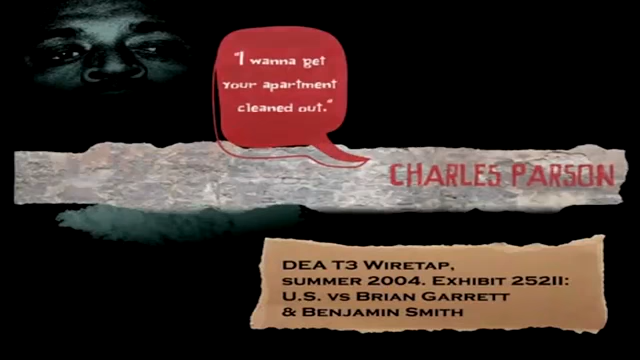 "I wanna get
your apartment
cleaned out."
CHARLES PARSON
DEA T3 WIRETAP,
SUMMER 2004. EXHIBIT 252II:
U.S. VS BRIAN GARRETT
& BENJAMIN SMITH